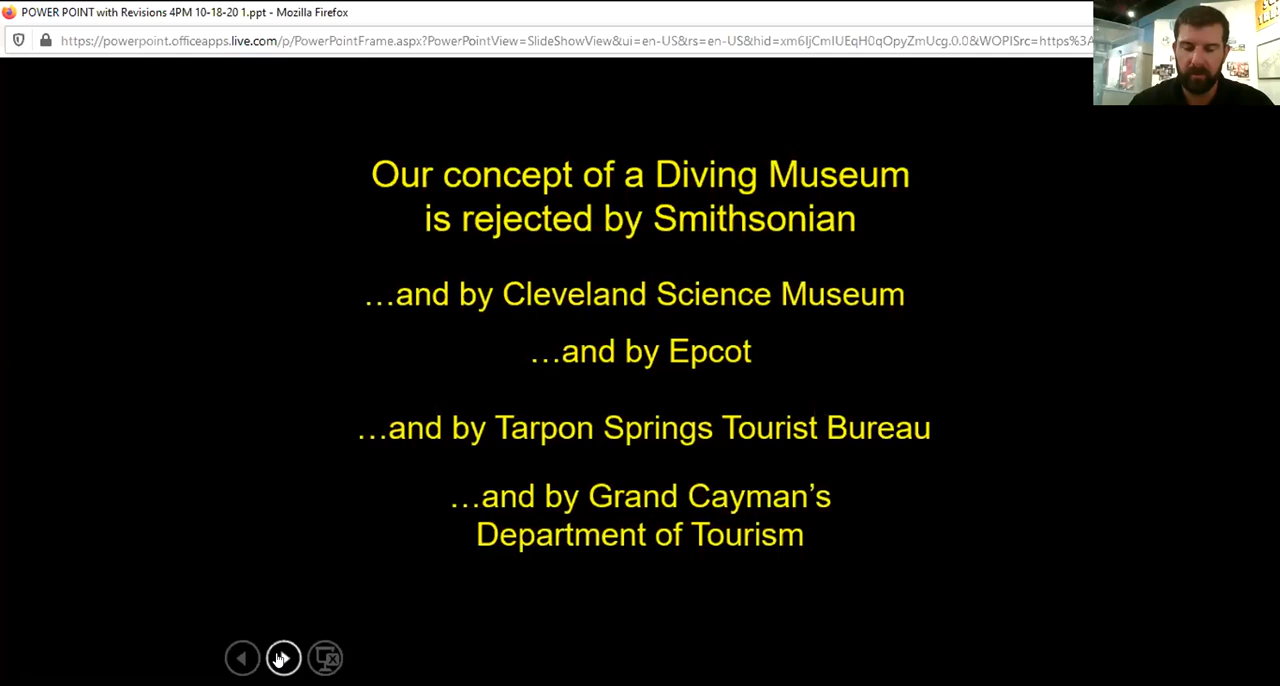 POWER POINT with Revisions 4PM 10-18-20 1.ppt - Mozilla Firefox
https://powerpoint.officeapps.live.com/p/PowerPointFrame.aspx?PowerPointView=SlideShowView&ui=en-US&rs=en-US&hid=xm6IjCmIUEqH0qOpyZmUcg.0.0&WOPISrc=https%3A
Our concept of a Diving Museum
is rejected by Smithsonian
…and by Cleveland Science Museum
…and by Epcot
…and by Tarpon Springs Tourist Bureau
…and by Grand Cayman’s
Department of Tourism